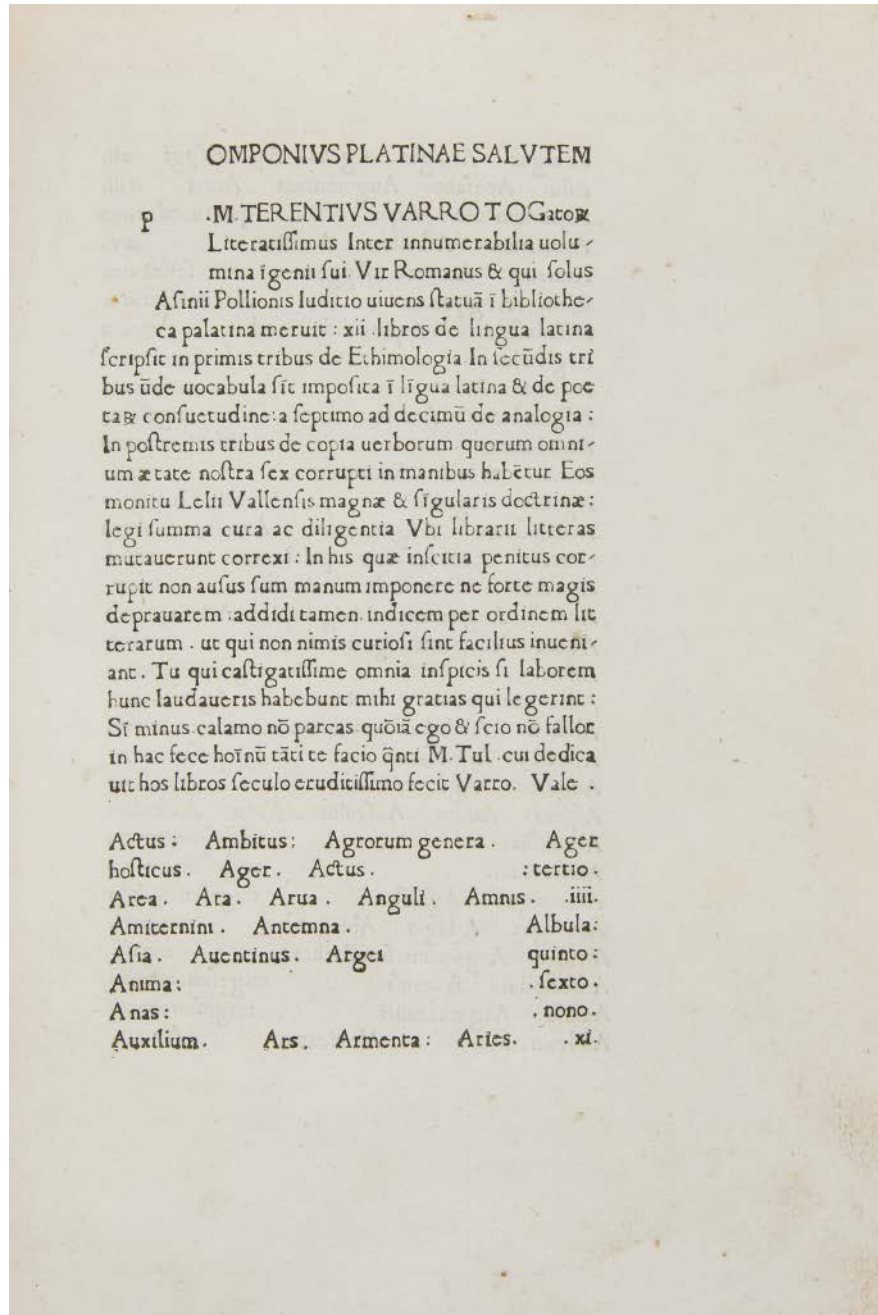 OMPONIVS PLATINAE SALVTEM
p .M.TERENTIVS VARRO TOGatoꝝ
Literatiſſimus Inter innumerabilia uolu-
mina īgenii ſui. Vir Romanus & qui ſolus
Aſinii Pollionis Iuditio uiuens ſtatuā ī bibliothe-
ca palatina meruit : xii .libros de lingua latina
ſcripſit in primis tribus de Ethimologia In ſecūdis tri
bus ūde uocabula ſīt impoſita ī līgua latina & de poe
taꝝ conſuetudine:a ſeptimo ad decimū de analogia :
In poſtremis tribus de copia uerborum quorum omni-
um ætate noſtra ſex corrupti in manibus habētur Eos
monitu Lelii Vallenſis magnæ & ſīgularis doctrinæ:
legi ſumma cura ac diligentia Vbi librarii litteras
mutauerunt correxi : In his quæ inſcitia penitus cor-
rupit non auſus ſum manum imponere ne forte magis
deprauarem :addidi tamen. indicem per ordinem lit
terarum . ut qui non nimis curioſi ſint facilius inueni-
ant . Tu qui caſtigatiſſime omnia inſpicis ſi laborem
hunc laudaueris habebunt mihi gratias qui legerint :
Sī minus calamo nō parcas quōiā ego & ſcio nō fallor
in hac fece hoīnū tāti te facio q̄nti M.Tul .cui dedica
uit hos libros ſeculo eruditiſſimo fecit Varro. Vale .
Actus : Ambitus: Agrorum genera . Ager
hoſticus . Ager . Actus . :tertio .
Area . Ara . Arua . Anguli . Amnis . .iiii.
Amiternini . Antemna . Albula:
Aſia . Auentinus . Argei quinto :
Anima : . ſexto .
Anas : . nono .
Auxilium . Ars . Armenta : Aries . . xi.